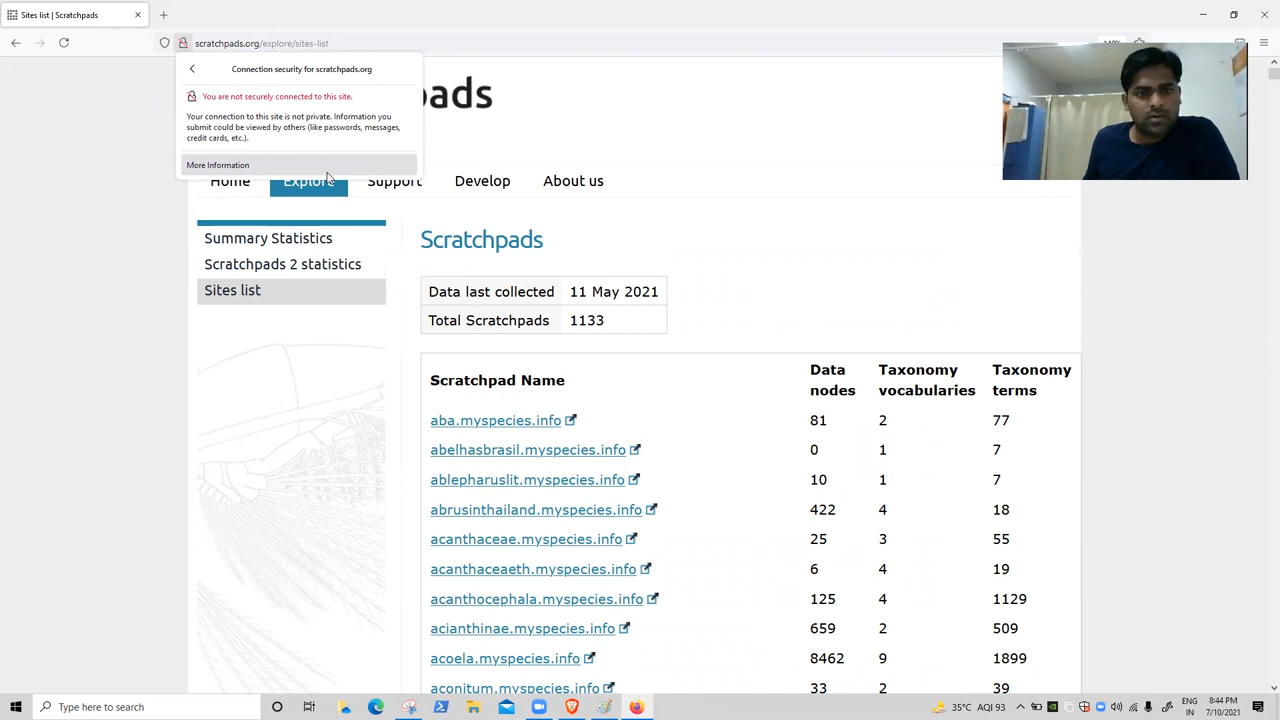 Sites list | Scratchpads
scratchpads.org/explore/sites-list
Connection security for scratchpads.org
You are not securely connected to this site.
Your connection to this site is not private. Information you
submit could be viewed by others (like passwords, messages,
credit cards, etc.).
More Information
pads
Home Explore Support Develop About us
Summary Statistics
Scratchpads 2 statistics
Sites list
Scratchpads
Data last collected 11 May 2021
Total Scratchpads 1133
Scratchpad Name Data nodes Taxonomy vocabularies Taxonomy terms
aba.myspecies.info 81 2 77
abelhasbrasil.myspecies.info 0 1 7
ablepharuslit.myspecies.info 10 1 7
abrusinthailand.myspecies.info 422 4 18
acanthaceae.myspecies.info 25 3 55
acanthaceaeth.myspecies.info 6 4 19
acanthocephala.myspecies.info 125 4 1129
acianthinae.myspecies.info 659 2 509
acoela.myspecies.info 8462 9 1899
aconitum.myspecies.info 33 2 39
Type here to search
35°C AQI 93
ENG
IN
8:44 PM
7/10/2021